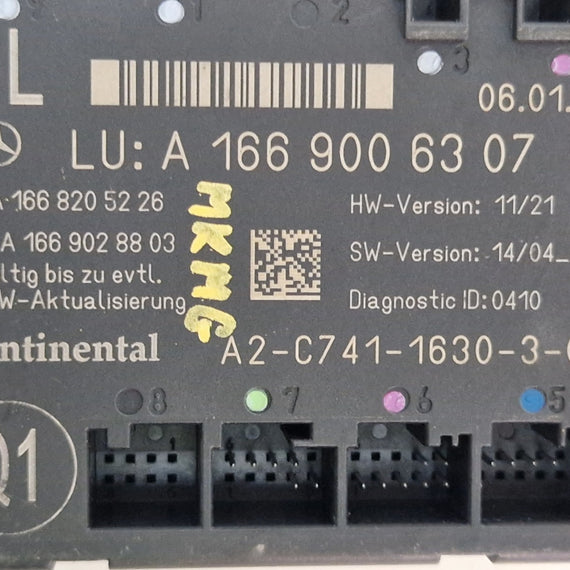 9 1 2
L
3
06.01.
LU: A 166 900 63 07
A 166 820 52 26
HW-Version: 11/21
MKMG
A 166 902 88 03
SW-Version: 14/04_
ltig bis zu evtl.
W-Aktualisierung
Diagnostic ID: 0410
ntinental
A2-C741-1630-3-
8 7 6 5
Q1